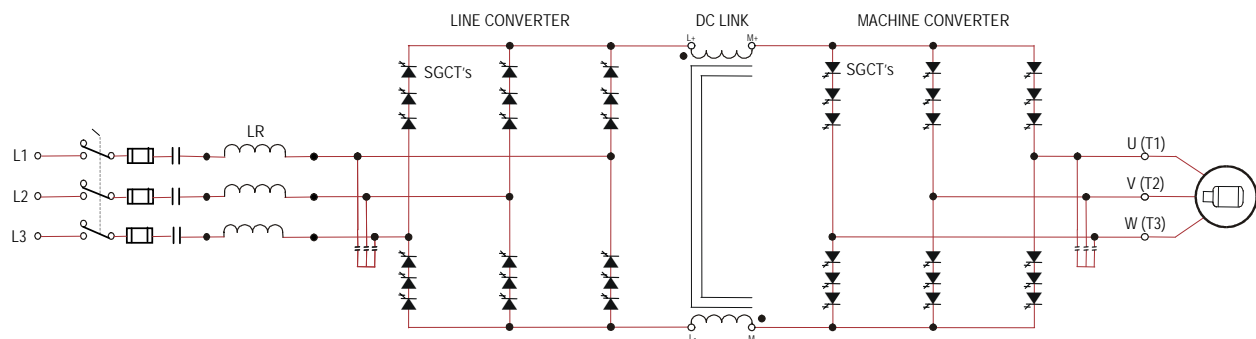 LINE CONVERTER
DC LINK
MACHINE CONVERTER
L+
M+
SGCT's
SGCT's
LR
L1
L2
L3
U (T1)
V (T2)
W (T3)